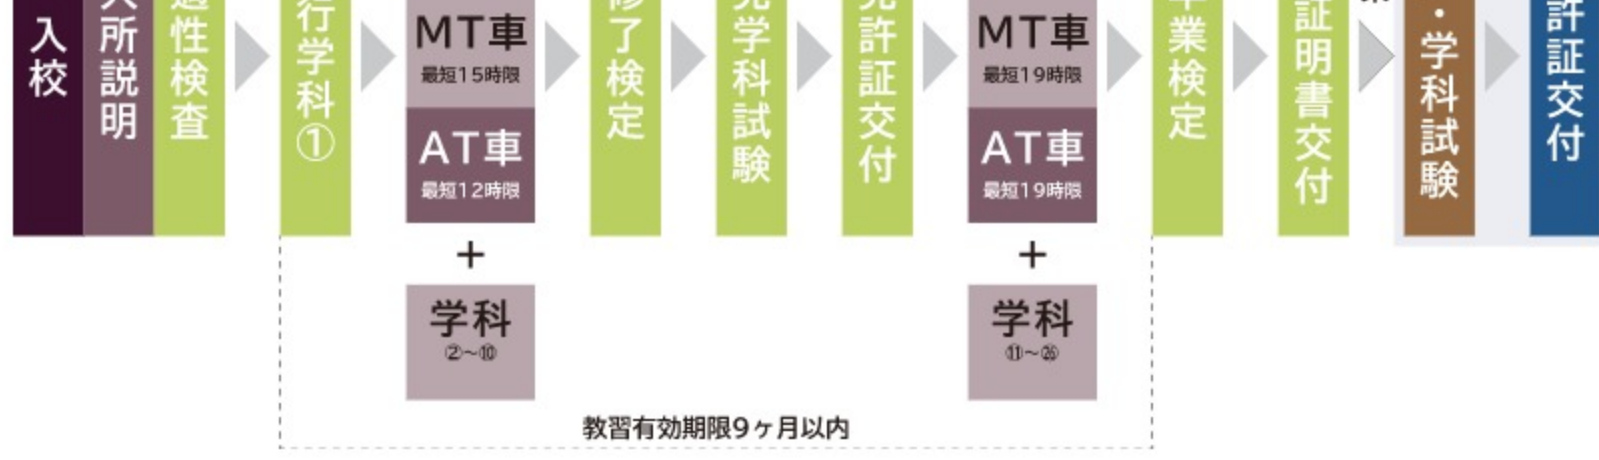 入校
所説明
性検査
行学科①
MT車
最短15時限
AT車
最短12時限
+
学科
②～⑩
了検定
学科試験
許証交付
MT車
最短19時限
AT車
最短19時限
+
学科
⑪～㉖
業検定
証明書交付
・学科試験
許証交付
教習有効期限9ヶ月以内